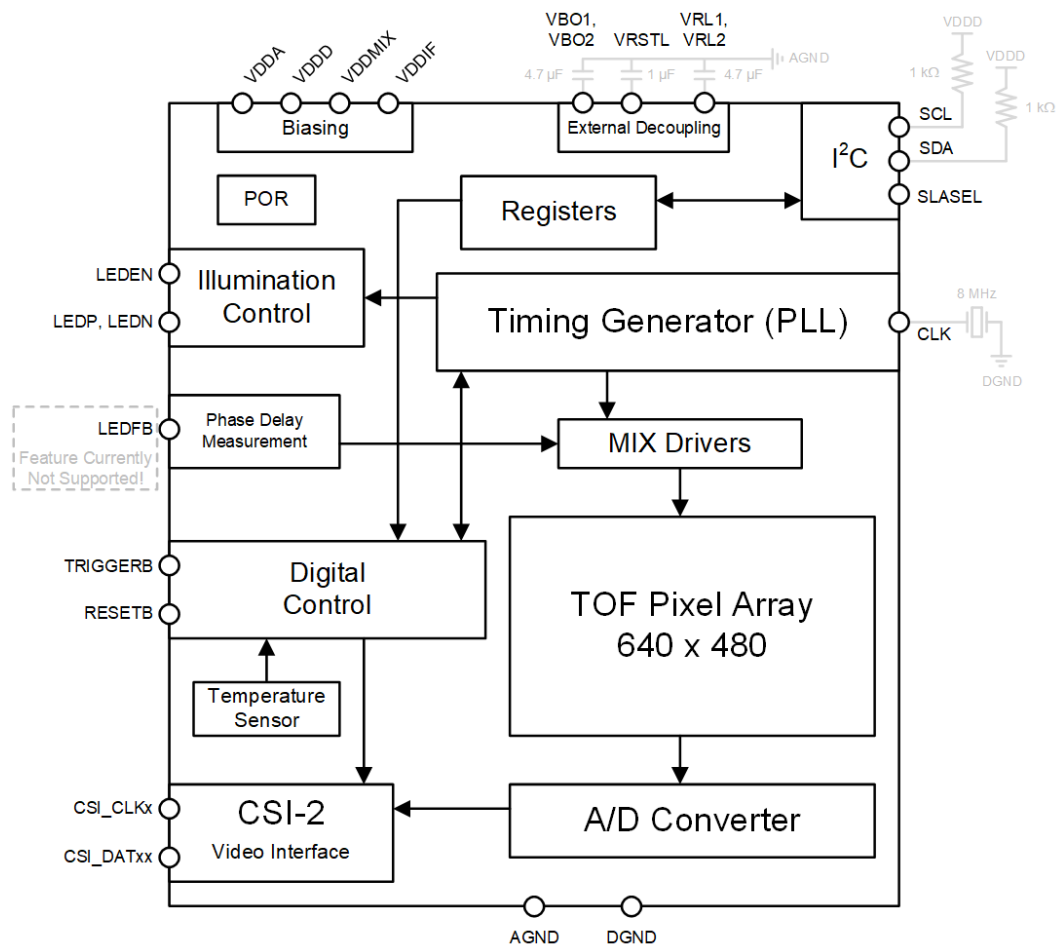 VDDA
VDDD
VDDMIX
VDDIF
VBO1,
VBO2
VRSTL
VRL1,
VRL2
AGND
4.7 µF
1 µF
4.7 µF
VDDD
VDDD
1 kΩ
1 kΩ
Biasing
External Decoupling
I²C
SCL
SDA
SLASEL
POR
Registers
LEDEN
LEDP, LEDN
Illumination
Control
Timing Generator (PLL)
8 MHz
CLK
DGND
LEDFB
Feature Currently
Not Supported!
Phase Delay
Measurement
MIX Drivers
TRIGGERB
RESETB
Digital
Control
TOF Pixel Array
640 x 480
Temperature
Sensor
CSI_CLKx
CSI_DATxx
CSI-2
Video Interface
A/D Converter
AGND
DGND